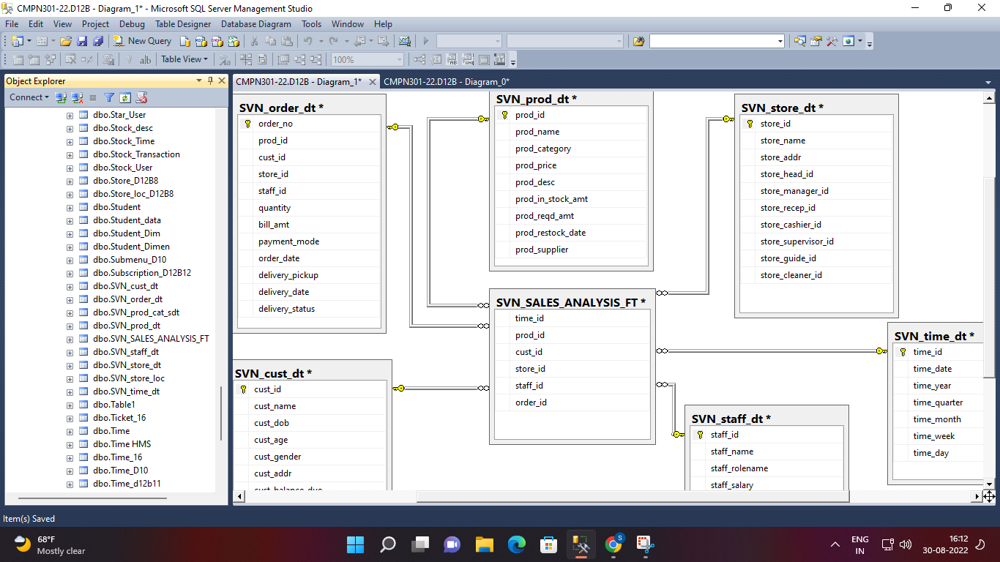 CMPN301-22.D12B - Diagram_1* - Microsoft SQL Server Management Studio
File Edit View Project Debug Table Designer Database Diagram Tools Window Help
New Query
Table View 100%
Object Explorer
Connect
dbo.Star_User
dbo.Stock_desc
dbo.Stock_Time
dbo.Stock_Transaction
dbo.Stock_User
dbo.Store_D12B8
dbo.Store_loc_D12B8
dbo.Student
dbo.Student_data
dbo.Student_Dim
dbo.Student_Dimen
dbo.Submenu_D10
dbo.Subscription_D12B12
dbo.SVN_cust_dt
dbo.SVN_order_dt
dbo.SVN_prod_cat_sdt
dbo.SVN_prod_dt
dbo.SVN_SALES_ANALYSIS_FT
dbo.SVN_staff_dt
dbo.SVN_store_dt
dbo.SVN_store_loc
dbo.SVN_time_dt
dbo.Table1
dbo.Ticket_16
dbo.Time
dbo.Time HMS
dbo.Time_16
dbo.Time_D10
dbo.Time_d12b11
CMPN301-22.D12B - Diagram_1* CMPN301-22.D12B - Diagram_0*
SVN_order_dt *
order_no
prod_id
cust_id
store_id
staff_id
quantity
bill_amt
payment_mode
order_date
delivery_pickup
delivery_date
delivery_status
SVN_prod_dt *
prod_id
prod_name
prod_category
prod_price
prod_desc
prod_in_stock_amt
prod_reqd_amt
prod_restock_date
prod_supplier
SVN_store_dt *
store_id
store_name
store_addr
store_head_id
store_manager_id
store_recep_id
store_cashier_id
store_supervisor_id
store_guide_id
store_cleaner_id
SVN_SALES_ANALYSIS_FT *
time_id
prod_id
cust_id
store_id
staff_id
order_id
SVN_time_dt *
time_id
time_date
time_year
time_quarter
time_month
time_week
time_day
SVN_cust_dt *
cust_id
cust_name
cust_dob
cust_age
cust_gender
cust_addr
cust_balance_due
SVN_staff_dt *
staff_id
staff_name
staff_rolename
staff_salary
Item(s) Saved
68°F
Mostly clear
S
ENG
IN
16:12
30-08-2022